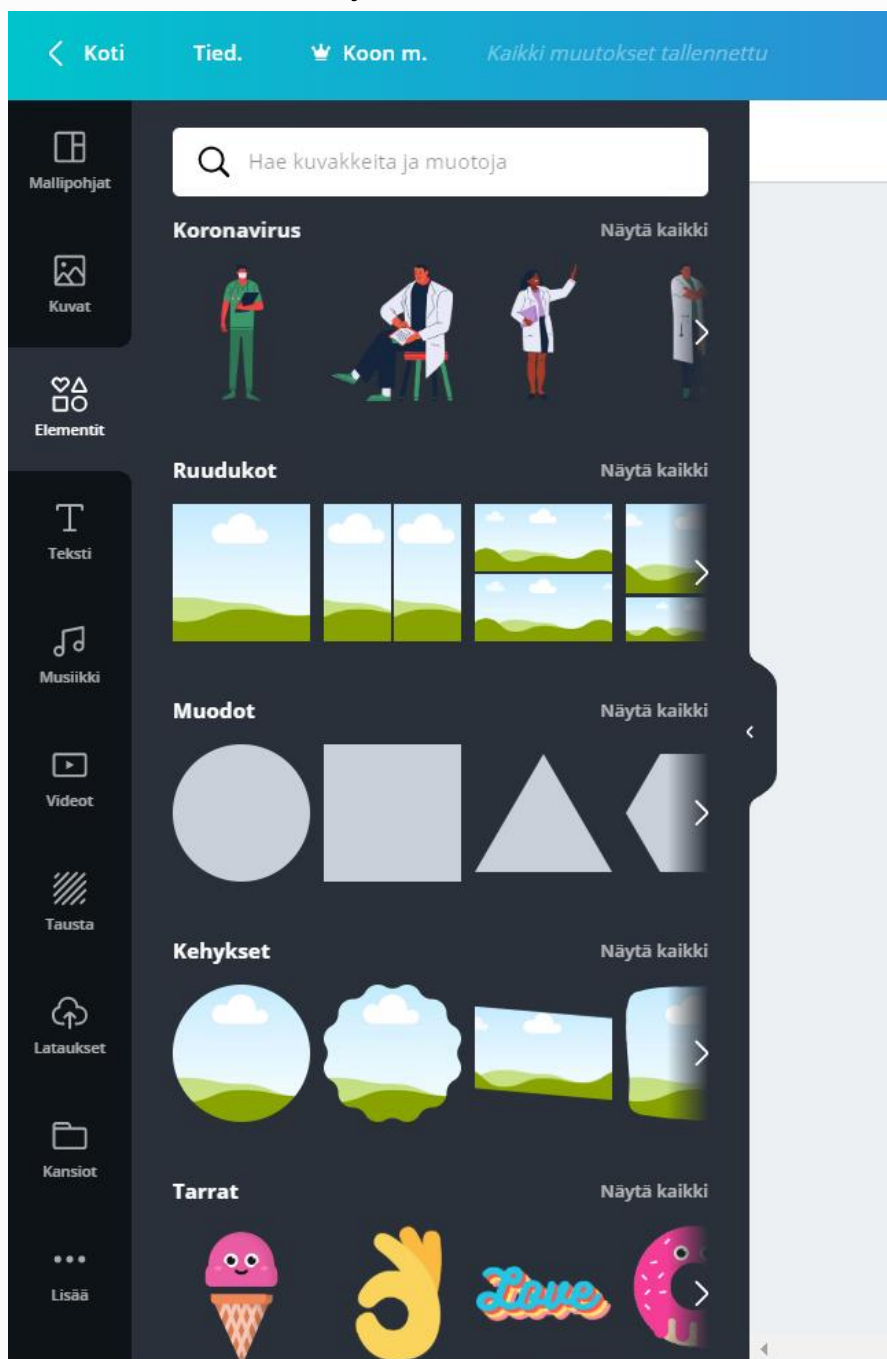 Koti Tied. Koon m. Kaikki muutokset tallennettu
Mallipohjat
Kuvat
Elementit
Teksti
Musiikki
Videot
Tausta
Lataukset
Kansiot
Lisää
Hae kuvakkeita ja muotoja
Koronavirus Näytä kaikki
Ruudukot Näytä kaikki
Muodot Näytä kaikki
Kehykset Näytä kaikki
Tarrat Näytä kaikki
Love